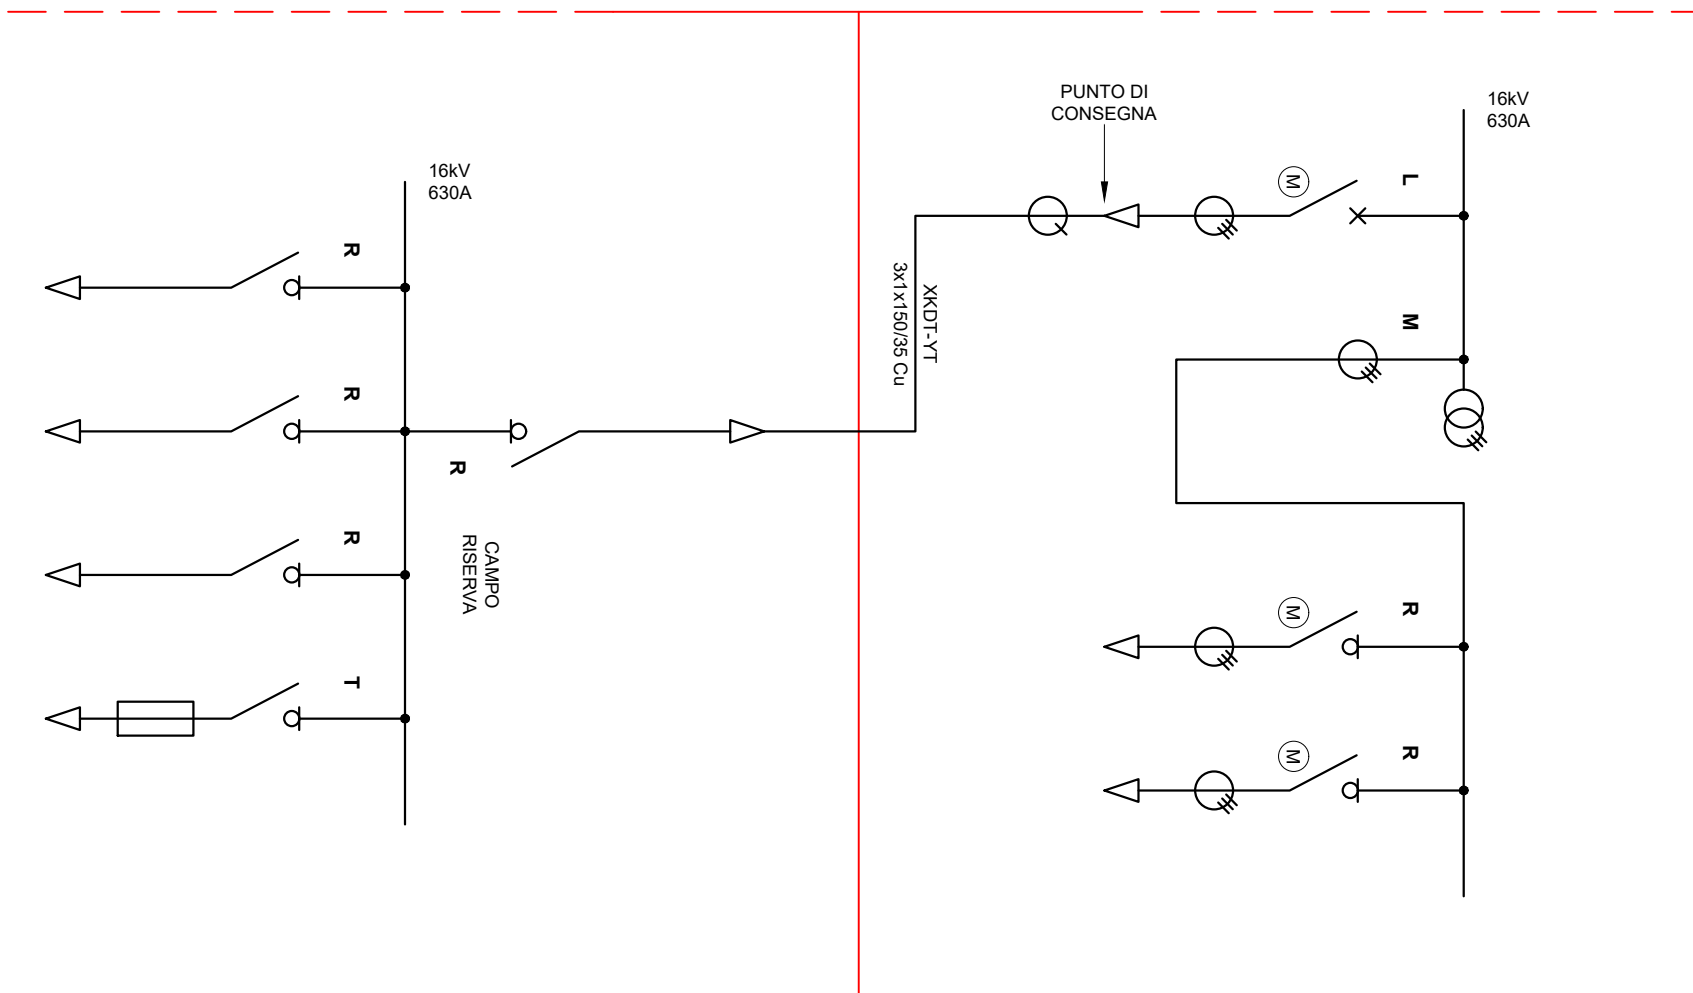 PUNTO DI
CONSEGNA
16kV
630A
L
M
16kV
630A
R
XKDT-YT
3x1x150/35 Cu
M
R
R
CAMPO
RISERVA
R
T
M
R
M
R